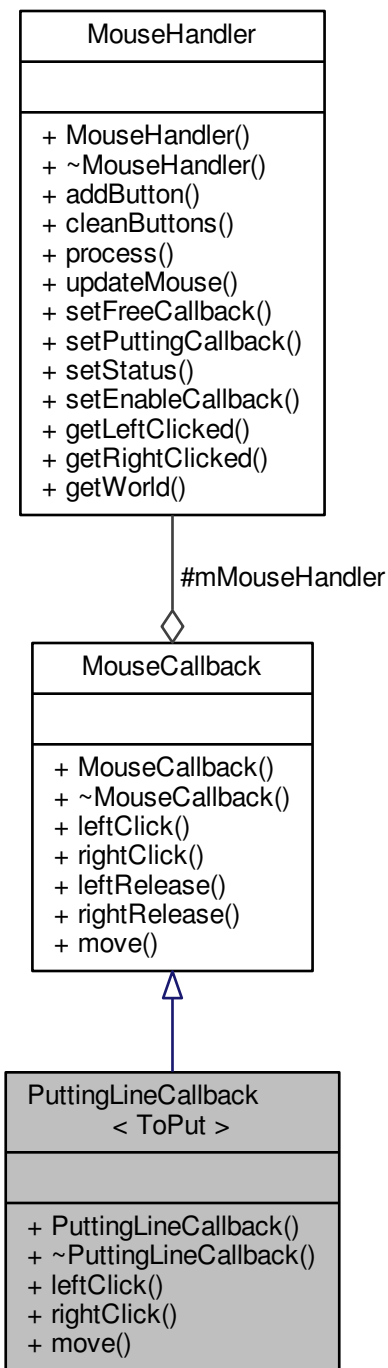 MouseHandler
+ MouseHandler()
+ ~MouseHandler()
+ addButton()
+ cleanButtons()
+ process()
+ updateMouse()
+ setFreeCallback()
+ setPuttingCallback()
+ setStatus()
+ setEnableCallback()
+ getLeftClicked()
+ getRightClicked()
+ getWorld()
#mMouseHandler
MouseCallback
+ MouseCallback()
+ ~MouseCallback()
+ leftClick()
+ rightClick()
+ leftRelease()
+ rightRelease()
+ move()
PuttingLineCallback
< ToPut >
+ PuttingLineCallback()
+ ~PuttingLineCallback()
+ leftClick()
+ rightClick()
+ move()